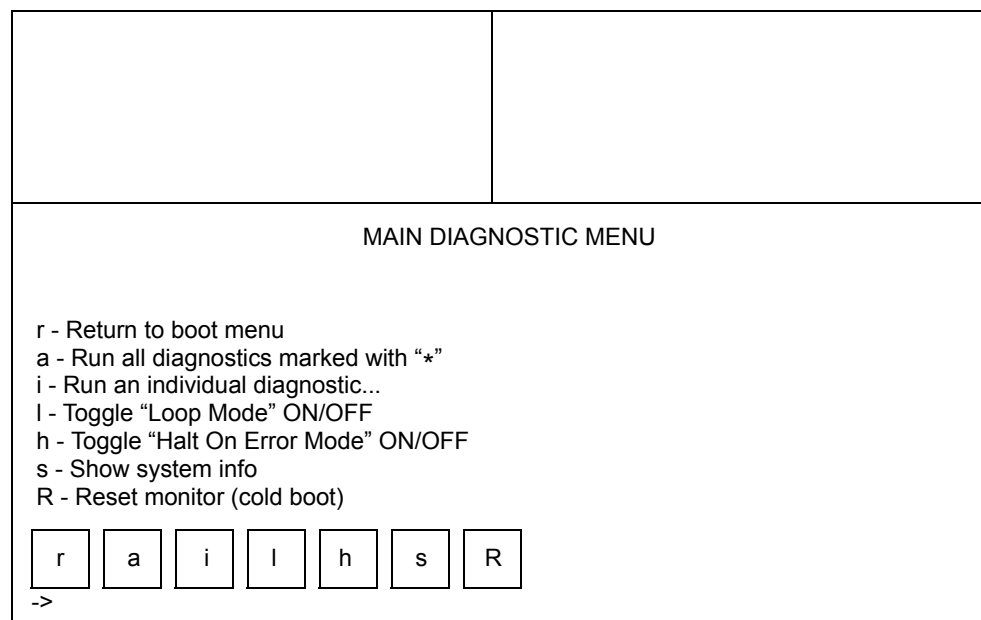 MAIN DIAGNOSTIC MENU
r - Return to boot menu
a - Run all diagnostics marked with “*”
i - Run an individual diagnostic...
l - Toggle “Loop Mode” ON/OFF
h - Toggle “Halt On Error Mode” ON/OFF
s - Show system info
R - Reset monitor (cold boot)
r a i l h s R
->